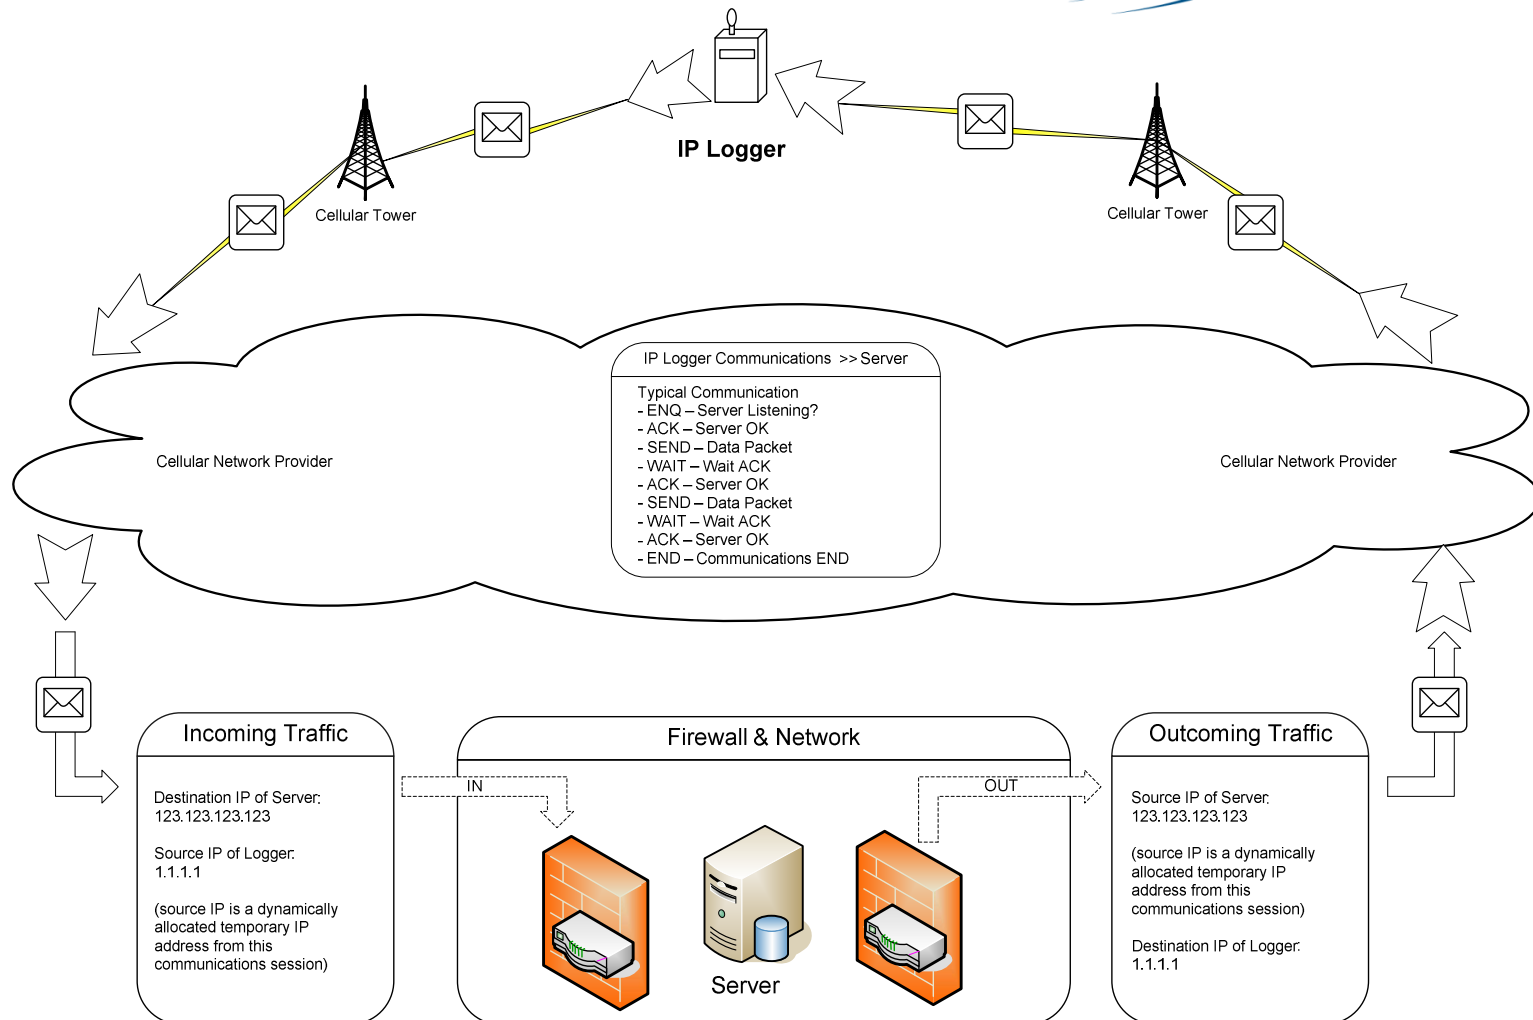 IP Logger
Cellular Tower
Cellular Tower
IP Logger Communications >> Server
Typical Communication
- ENQ – Server Listening?
- ACK – Server OK
- SEND – Data Packet
- WAIT – Wait ACK
- ACK – Server OK
- SEND – Data Packet
- WAIT – Wait ACK
- ACK – Server OK
- END – Communications END
Cellular Network Provider
Cellular Network Provider
Incoming Traffic
Destination IP of Server:
123.123.123.123
Source IP of Logger:
1.1.1.1
(source IP is a dynamically
allocated temporary IP
address from this
communications session)
Firewall & Network
IN
OUT
Server
Outcoming Traffic
Source IP of Server:
123.123.123.123
(source IP is a dynamically
allocated temporary IP
address from this
communications session)
Destination IP of Logger:
1.1.1.1